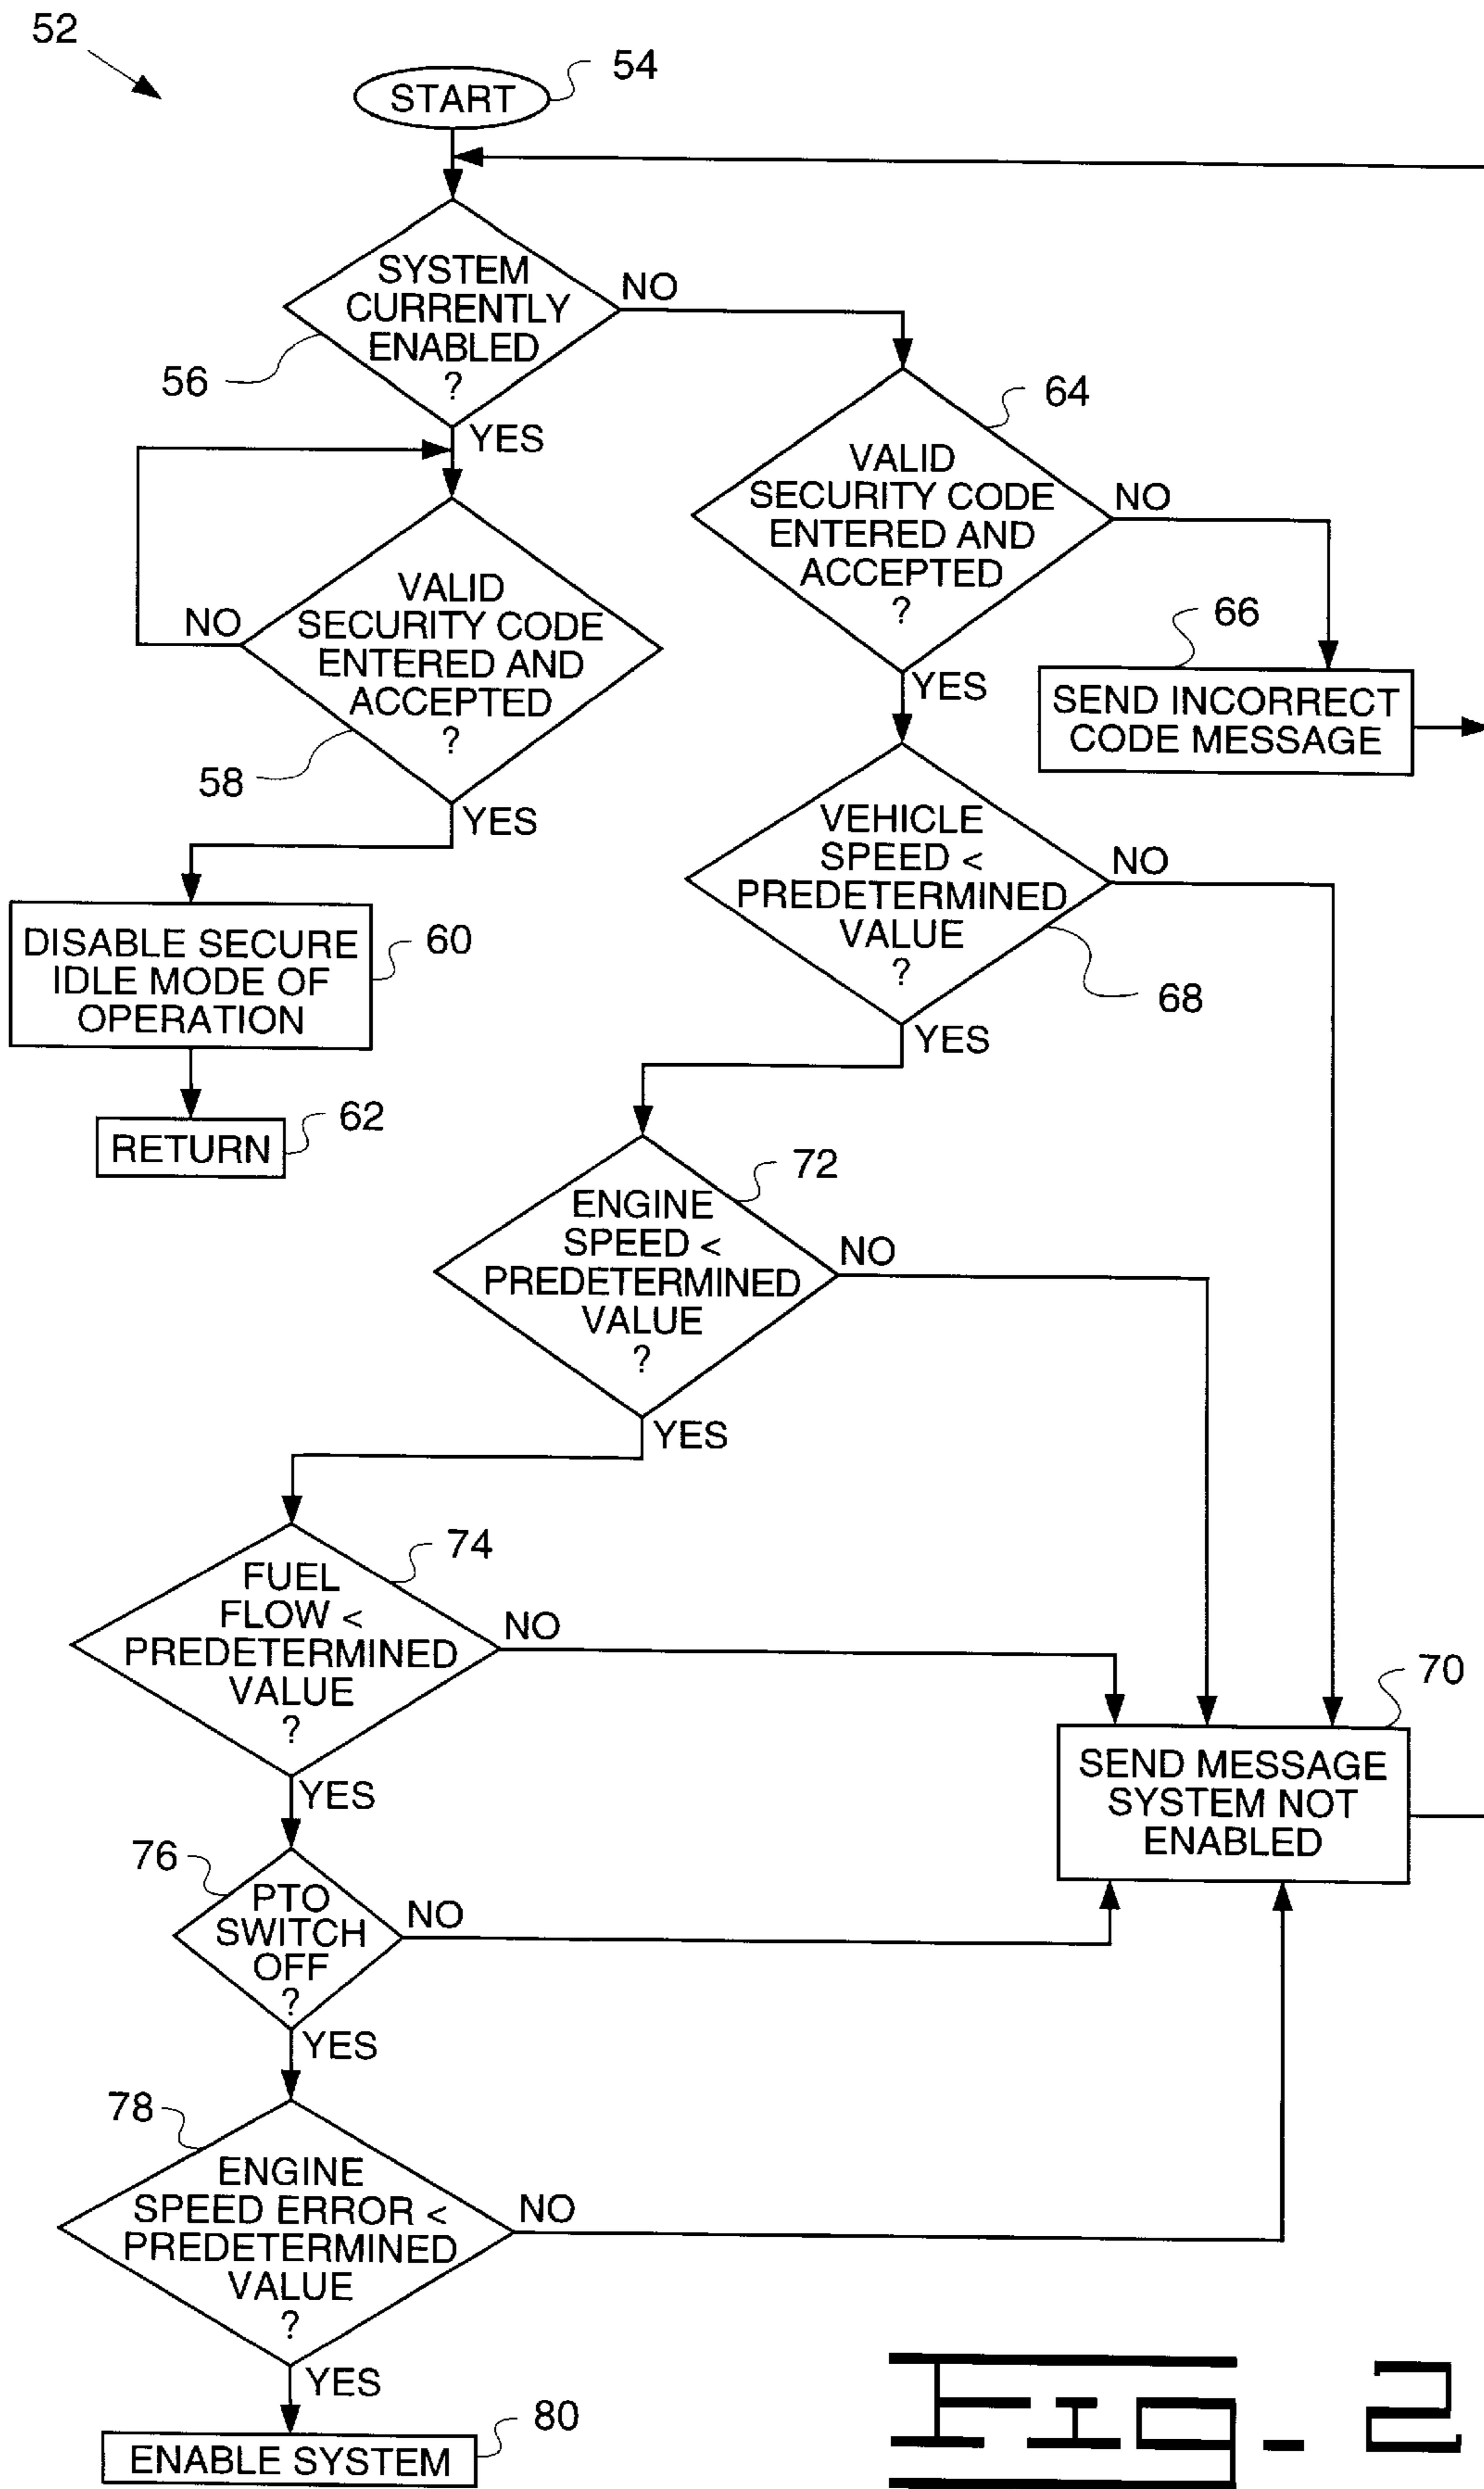 52
START
54
SYSTEM
CURRENTLY
ENABLED
?
56
NO
YES
VALID
SECURITY CODE
ENTERED AND
ACCEPTED
?
64
NO
YES
VALID
SECURITY CODE
ENTERED AND
ACCEPTED
?
NO
58
YES
66
SEND INCORRECT
CODE MESSAGE
VEHICLE
SPEED <
PREDETERMINED
VALUE
?
NO
68
YES
DISABLE SECURE
IDLE MODE OF
OPERATION
60
RETURN
62
ENGINE
SPEED <
PREDETERMINED
VALUE
?
72
NO
YES
FUEL
FLOW <
PREDETERMINED
VALUE
?
74
NO
YES
70
SEND MESSAGE
SYSTEM NOT
ENABLED
76
PTO
SWITCH
OFF
?
NO
YES
78
ENGINE
SPEED ERROR <
PREDETERMINED
VALUE
?
NO
YES
ENABLE SYSTEM
80
FIG_2